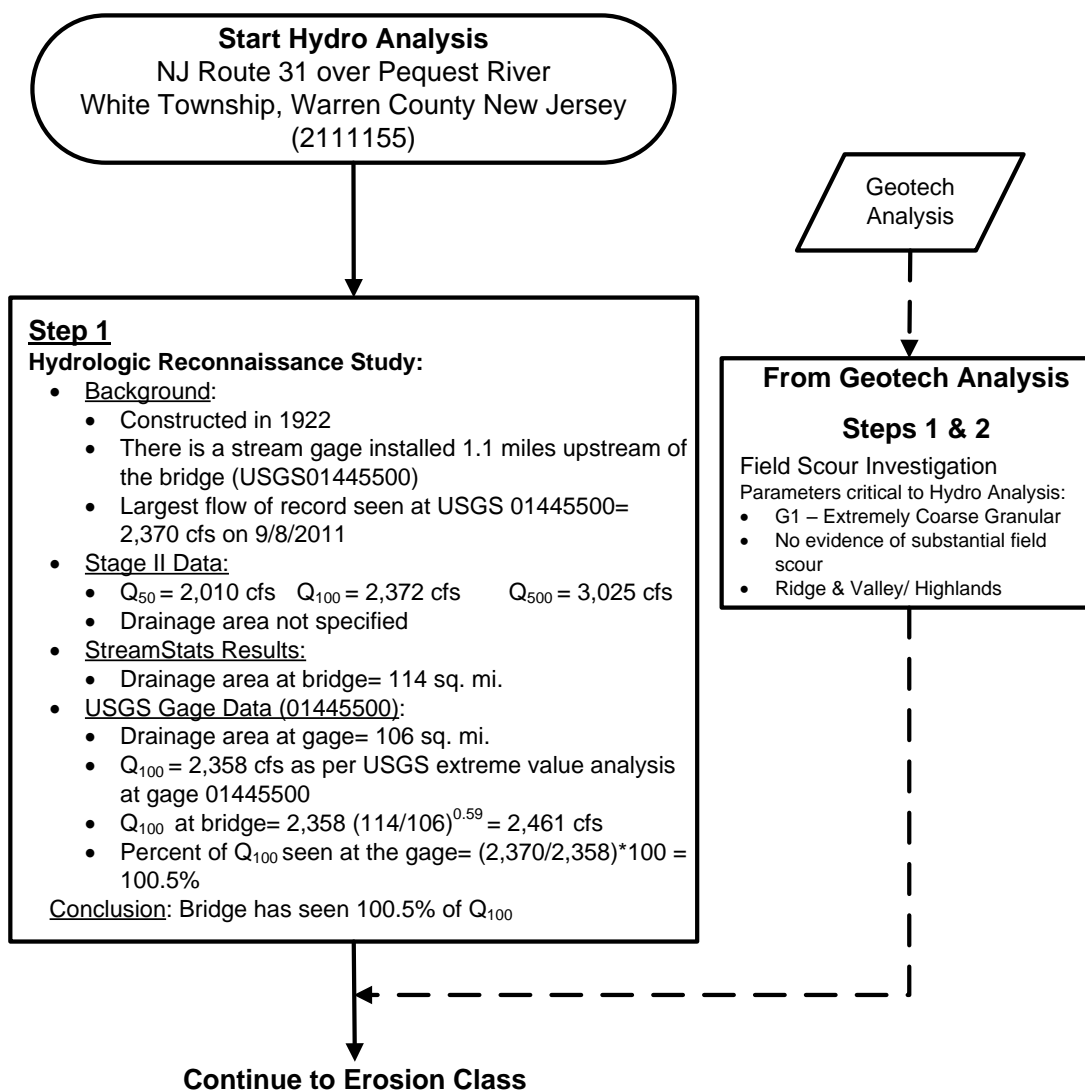 Start Hydro Analysis
NJ Route 31 over Pequest River
White Township, Warren County New Jersey
(2111155)
Geotech
Analysis
Step 1
Hydrologic Reconnaissance Study:
• Background:
• Constructed in 1922
• There is a stream gage installed 1.1 miles upstream of
the bridge (USGS01445500)
• Largest flow of record seen at USGS 01445500=
2,370 cfs on 9/8/2011
• Stage II Data:
• Q50 = 2,010 cfs Q100 = 2,372 cfs Q500 = 3,025 cfs
• Drainage area not specified
• StreamStats Results:
• Drainage area at bridge= 114 sq. mi.
• USGS Gage Data (01445500):
• Drainage area at gage= 106 sq. mi.
• Q100 = 2,358 cfs as per USGS extreme value analysis
at gage 01445500
• Q100 at bridge= 2,358 (114/106)^0.59 = 2,461 cfs
• Percent of Q100 seen at the gage= (2,370/2,358)*100 =
100.5%
Conclusion: Bridge has seen 100.5% of Q100
From Geotech Analysis
Steps 1 & 2
Field Scour Investigation
Parameters critical to Hydro Analysis:
• G1 – Extremely Coarse Granular
• No evidence of substantial field
scour
• Ridge & Valley/ Highlands
Continue to Erosion Class